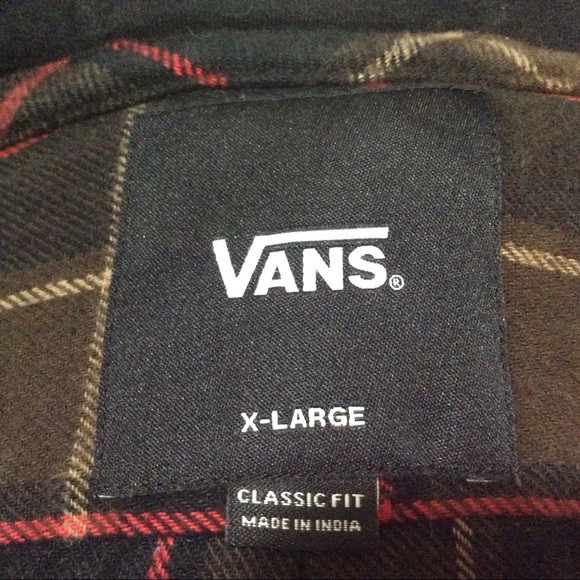 VANS®
X-LARGE
CLASSIC FIT
MADE IN INDIA